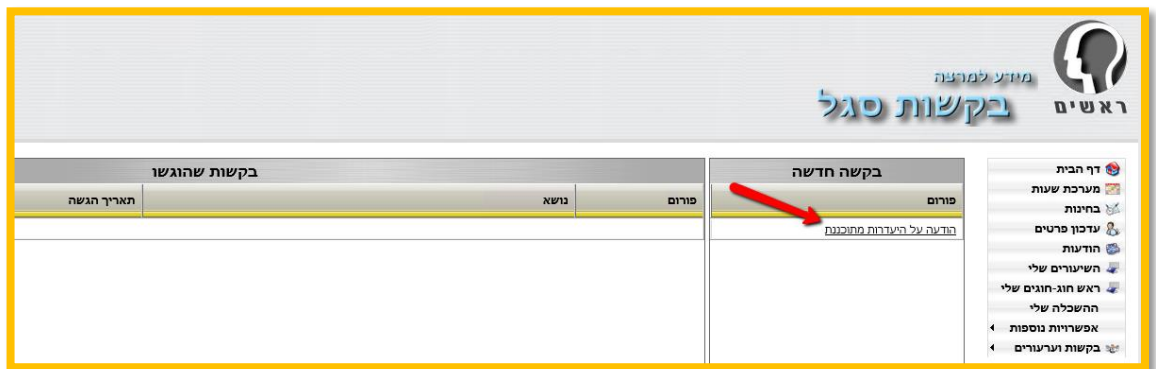 מידע למרצה
בקשות סגל
ראשים
דף הבית
מערכת שעות
בחינות
עדכון פרטים
הודעות
השיעורים שלי
ראש חוג-חוגים שלי
ההשכלה שלי
אפשרויות נוספות
בקשות וערעורים
בקשה חדשה
פורום
הודעה על היעדרות מתוכננת
בקשות שהוגשו
פורום נושא תאריך הגשה